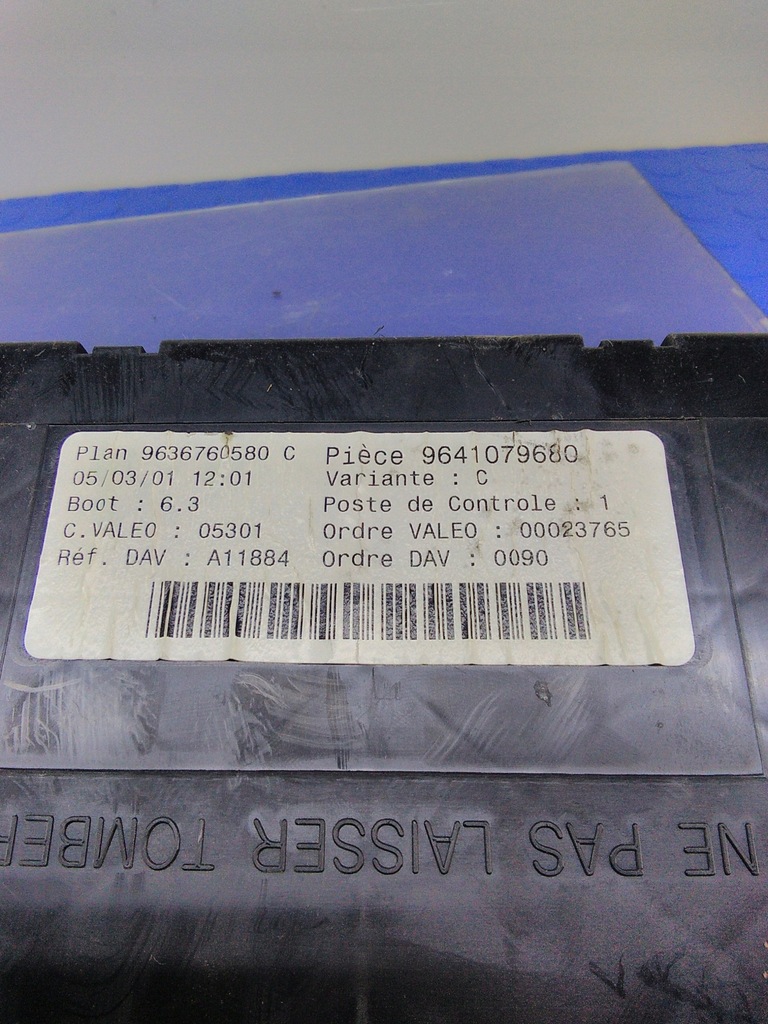 Plan 9636760580 C Pièce 9641079680
05/03/01 12:01 Variante : C
Boot : 6.3 Poste de Controle : 1
C.VALEO : 05301 Ordre VALEO : 00023765
Réf. DAV : A11884 Ordre DAV : 0090
NE PAS LAISSER TOMBER